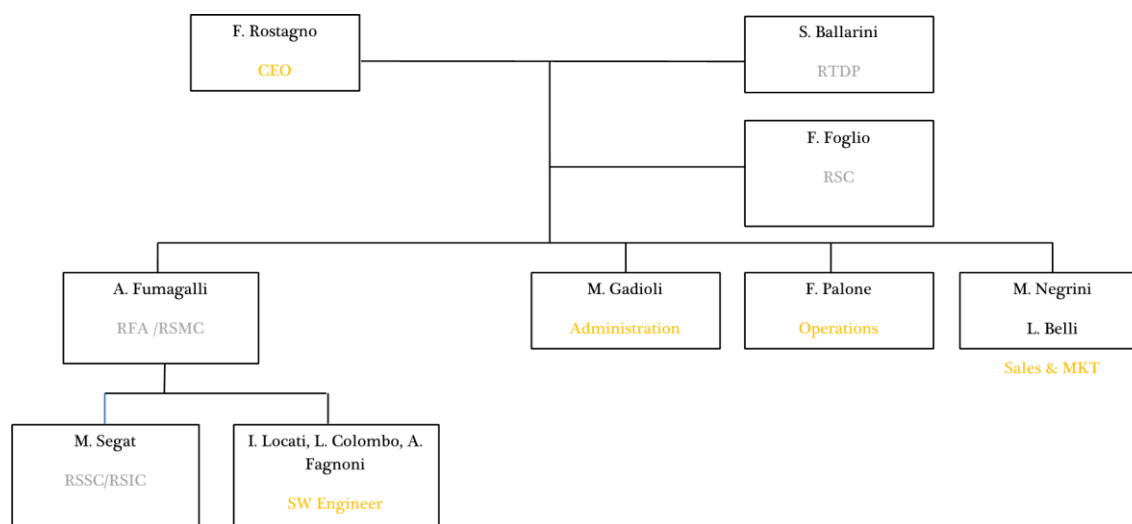 F. Rostagno
CEO
S. Ballarini
RTDP
F. Foglio
RSC
A. Fumagalli
RFA /RSMC
M. Gadioli
Administration
F. Palone
Operations
M. Negrini
L. Belli
Sales & MKT
M. Segat
RSSC/RSIC
I. Locati, L. Colombo, A.
Fagnoni
SW Engineer